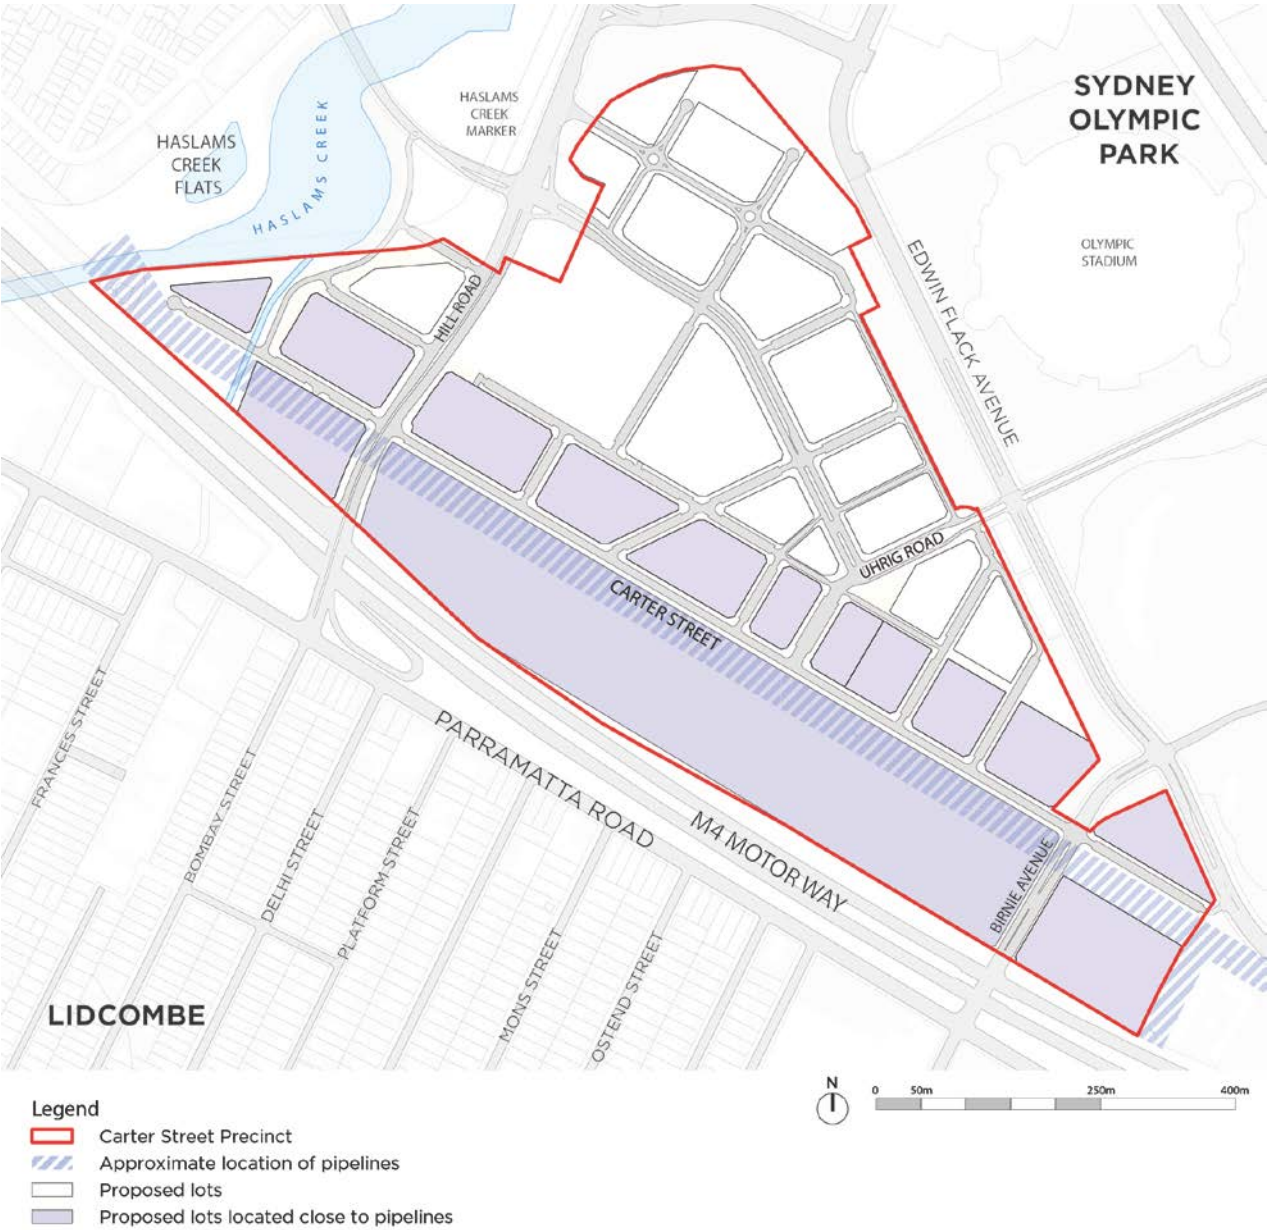 SYDNEY
OLYMPIC
PARK
HASLAMS
CREEK
MARKER
HASLAMS
CREEK
FLATS
HASLAMS CREEK
OLYMPIC
STADIUM
EDWIN FLACK AVENUE
HILL ROAD
UHRIG ROAD
CARTER STREET
PARRAMATTA ROAD
M4 MOTORWAY
BIRNIE AVENUE
FRANCES STREET
BOMBAY STREET
DELHI STREET
PLATFORM STREET
MONS STREET
OSTEND STREET
LIDCOMBE
N
0 50m 250m 400m
Legend
Carter Street Precinct
Approximate location of pipelines
Proposed lots
Proposed lots located close to pipelines